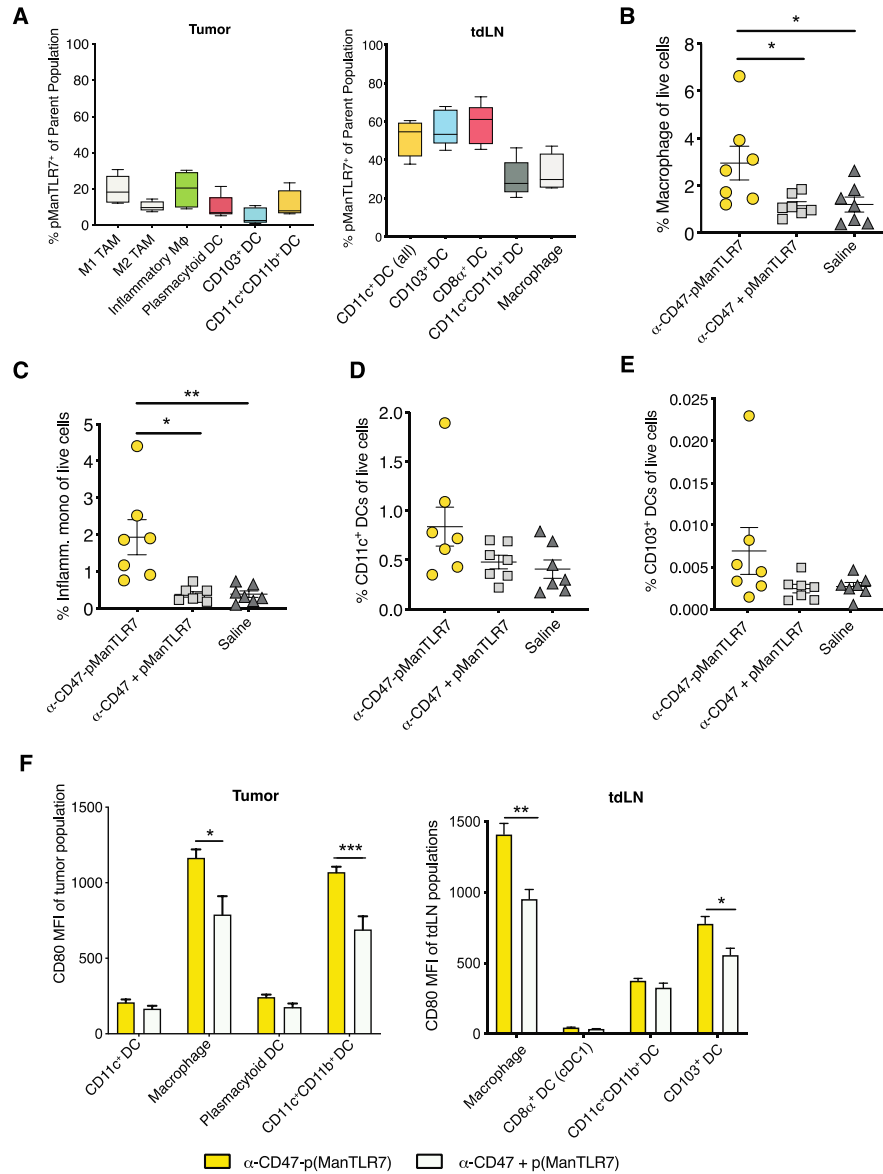 A
Tumor
% pManTLR7+ of Parent Population
100
80
60
40
20
0
M1 TAM
M2 TAM
Inflammatory Mφ
Plasmacytoid DC
CD103+ DC
CD11c+CD11b+ DC
tdLN
% pManTLR7+ of Parent Population
100
80
60
40
20
0
CD11c+ DC (all)
CD103+ DC
CD8α+ DC
CD11c+CD11b+ DC
Macrophage
B
% Macrophage of live cells
8
6
4
2
0
*
*
α-CD47-pManTLR7
α-CD47 + pManTLR7
Saline
C
% Inflamm. mono of live cells
5
4
3
2
1
0
**
*
α-CD47-pManTLR7
α-CD47 + pManTLR7
Saline
D
% CD11c+ DCs of live cells
2.0
1.5
1.0
0.5
0.0
α-CD47-pManTLR7
α-CD47 + pManTLR7
Saline
E
% CD103+ DCs of live cells
0.025
0.020
0.015
0.010
0.005
0.000
α-CD47-pManTLR7
α-CD47 + pManTLR7
Saline
F
Tumor
CD80 MFI of tumor population
1500
1000
500
0
*
***
CD11c+ DC
Macrophage
Plasmacytoid DC
CD11c+CD11b+ DC
tdLN
CD80 MFI of tdLN populations
1500
1000
500
0
**
*
Macrophage
CD8α+ DC (cDC1)
CD11c+CD11b+ DC
CD103+ DC
α-CD47-p(ManTLR7)
α-CD47 + p(ManTLR7)